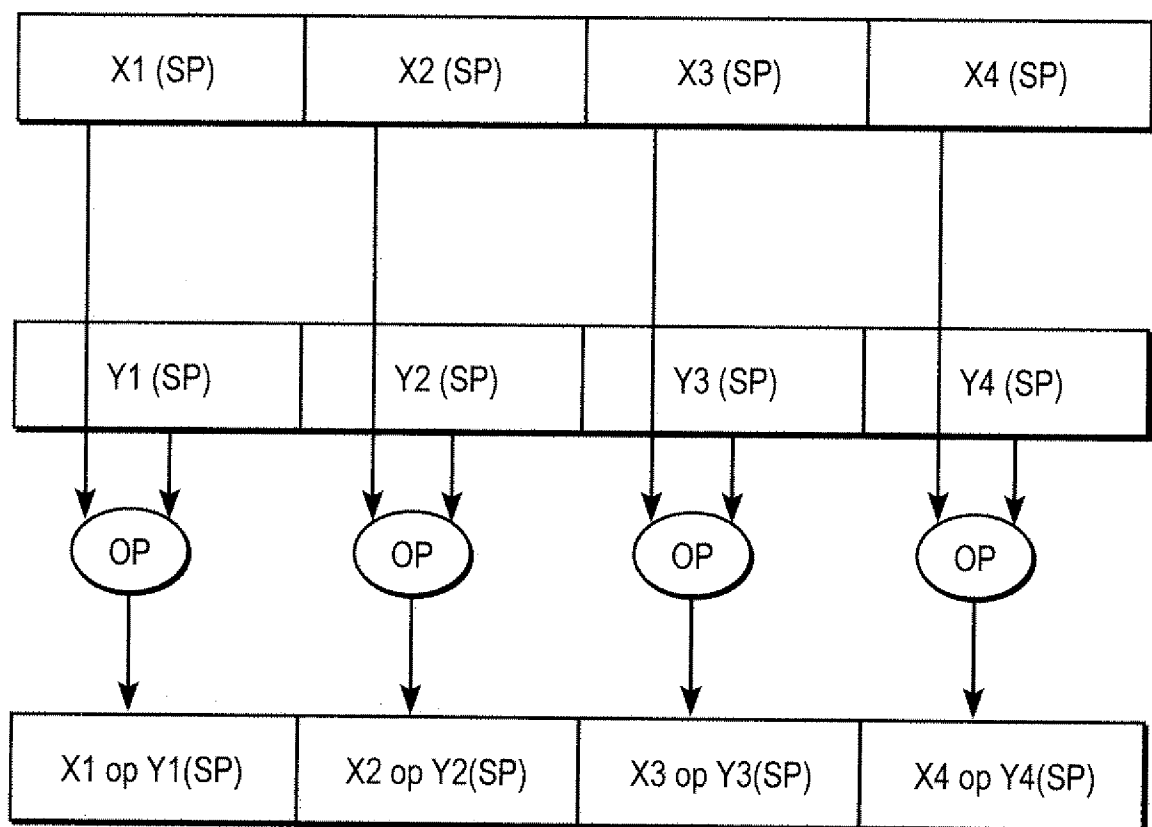 X1 (SP) X2 (SP) X3 (SP) X4 (SP)
Y1 (SP) Y2 (SP) Y3 (SP) Y4 (SP)
OP OP OP OP
X1 op Y1(SP) X2 op Y2(SP) X3 op Y3(SP) X4 op Y4(SP)